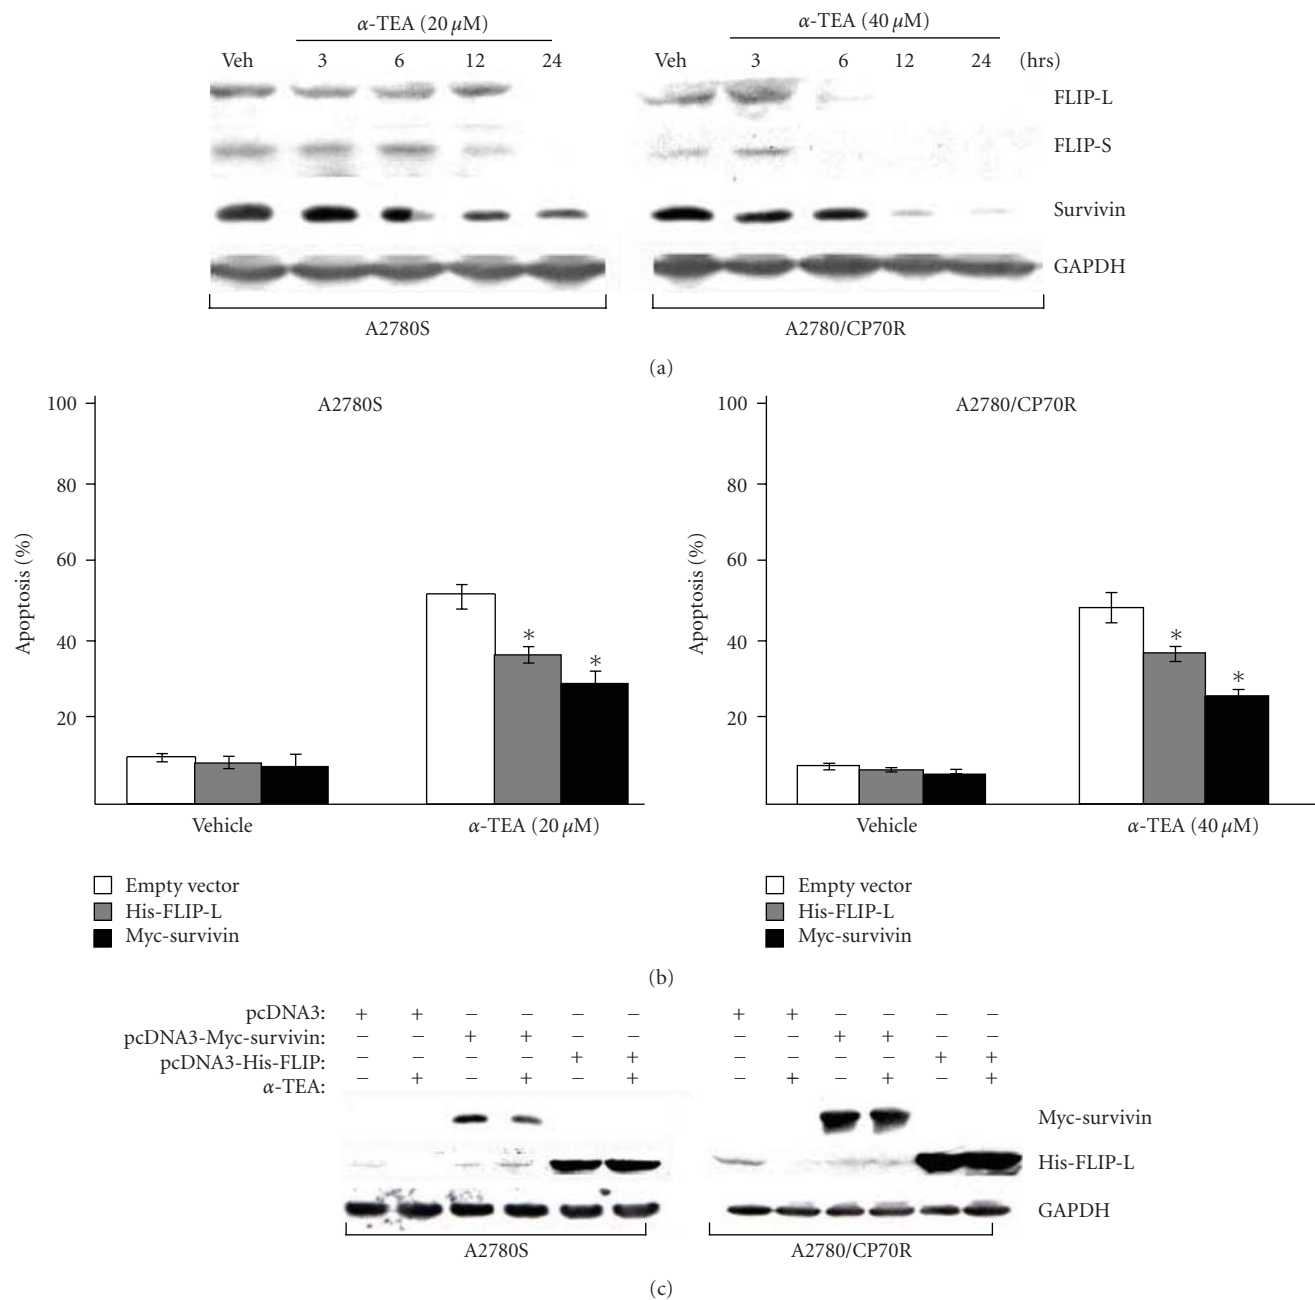 α-TEA (20 μM) α-TEA (40 μM)
Veh 3 6 12 24 Veh 3 6 12 24 (hrs)
FLIP-L
FLIP-S
Survivin
GAPDH
A2780S A2780/CP70R
(a)
A2780S A2780/CP70R
100 100
80 80
60 60
40 40
20 20
Apoptosis (%) Apoptosis (%)
* * * *
Vehicle α-TEA (20 μM) Vehicle α-TEA (40 μM)
Empty vector Empty vector
His-FLIP-L His-FLIP-L
Myc-survivin Myc-survivin
(b)
pcDNA3: + + − − − − + + − − − −
pcDNA3-Myc-survivin: − − + + − − − − + + − −
pcDNA3-His-FLIP: − − − − + + − − − − + +
α-TEA: − + − + − + − + − + − +
Myc-survivin
His-FLIP-L
GAPDH
A2780S A2780/CP70R
(c)